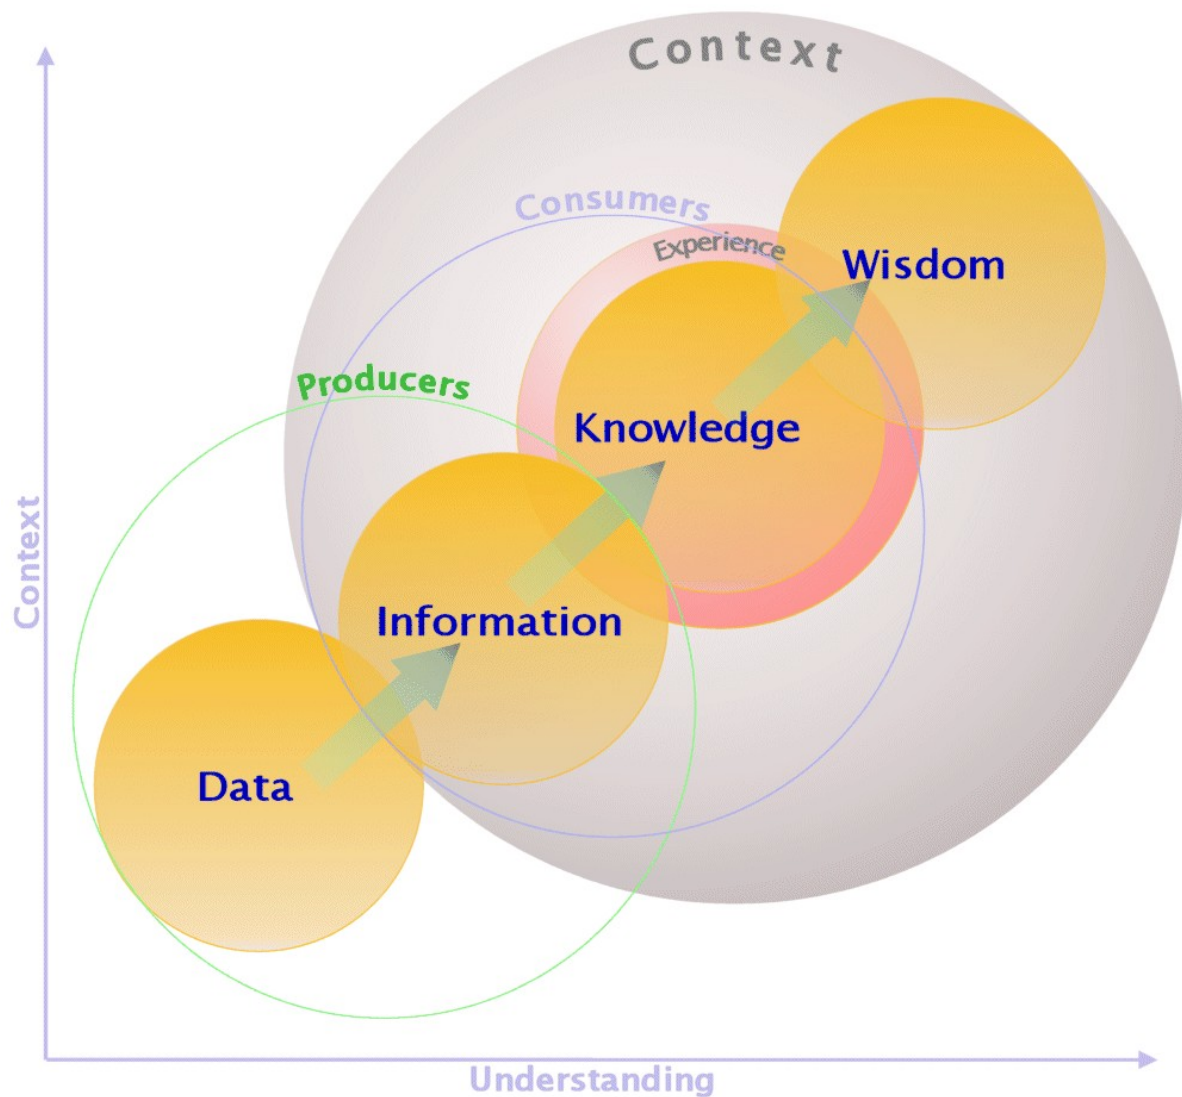 Context
Consumers
Experience
Wisdom
Producers
Knowledge
Context
Information
Data
Understanding